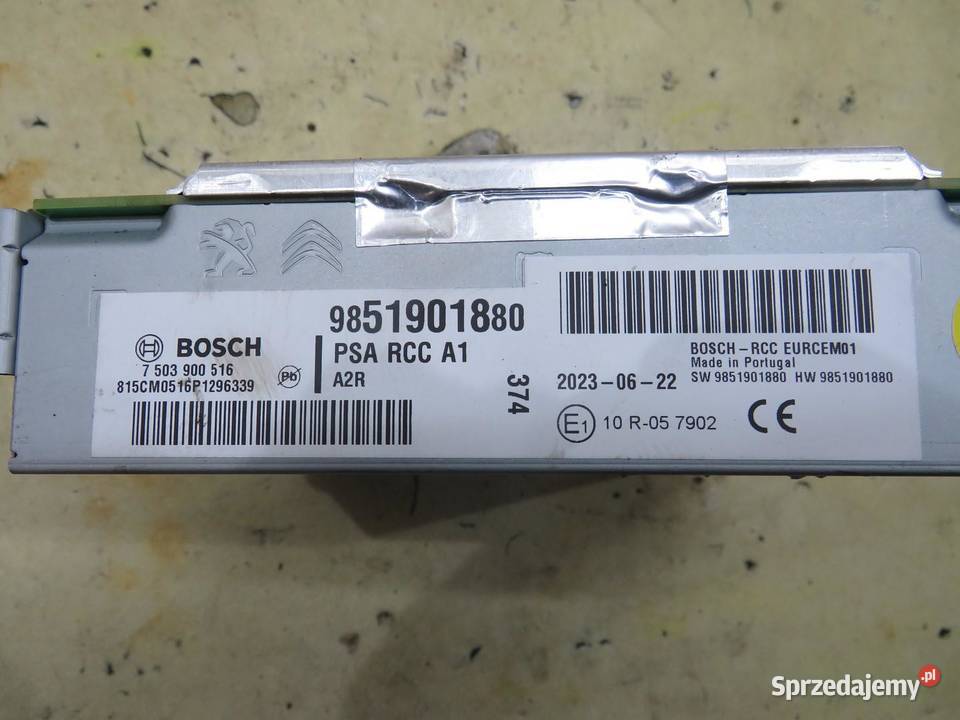 9851901880
BOSCH
PSA RCC A1
7 503 900 516
A2R
815CM0516P1296339
Pb
374
BOSCH-RCC EURCEM01
Made in Portugal
2023-06-22
SW 9851901880 HW 9851901880
E1 10 R-05 7902
CE
Sprzedajemy.pl